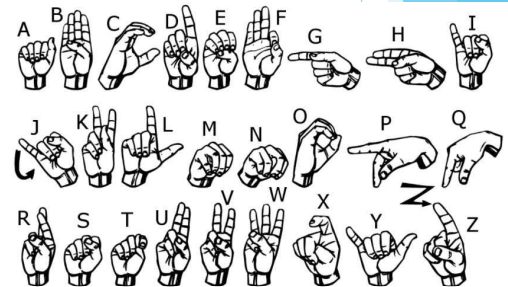 A B C D E F G H I
J K L M N O P Q
R S T U V W X Y Z